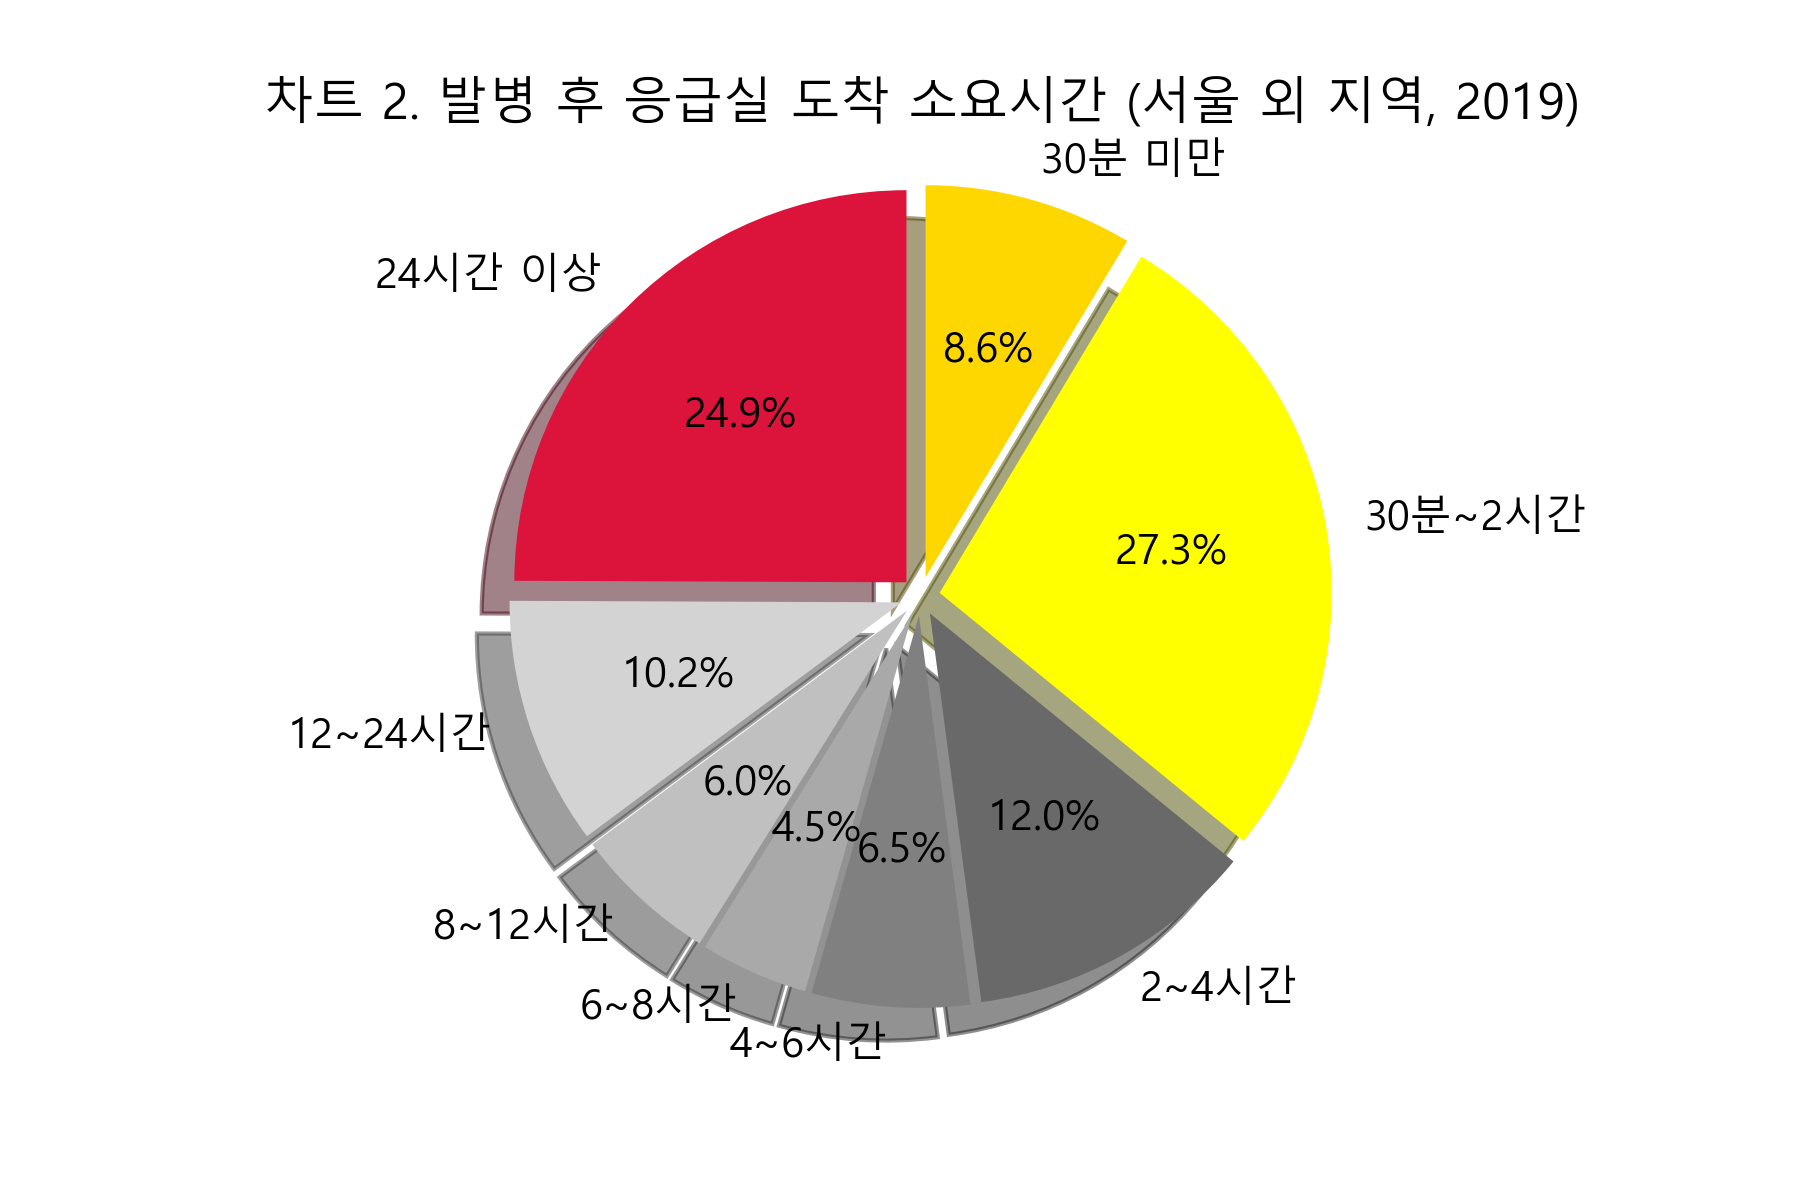 차트 2. 발병 후 응급실 도착 소요시간 (서울 외 지역, 2019)
30분 미만
8.6%
30분~2시간
27.3%
2~4시간
12.0%
4~6시간
6.5%
6~8시간
4.5%
8~12시간
6.0%
12~24시간
10.2%
24시간 이상
24.9%